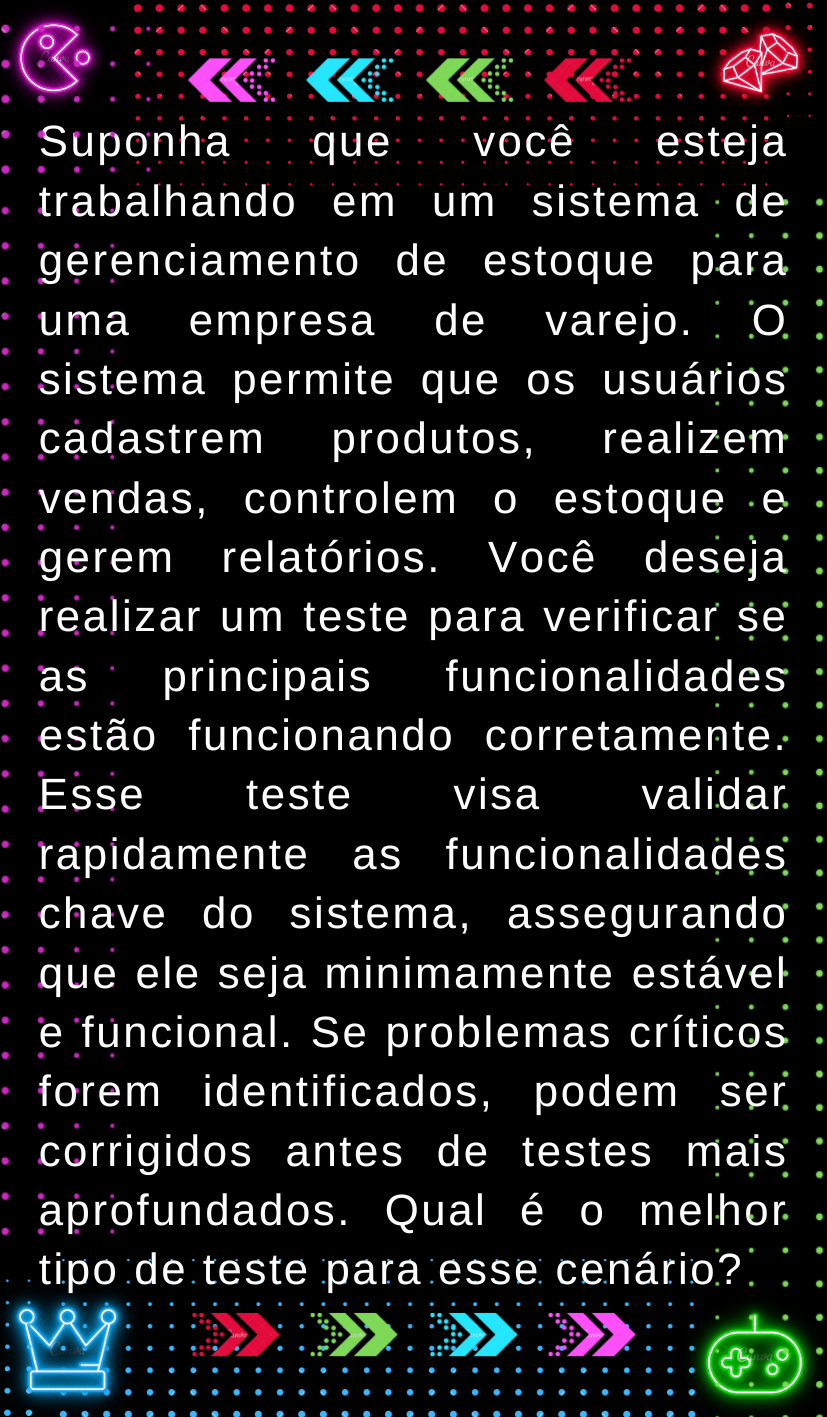 Suponha que você esteja
trabalhando em um sistema de
gerenciamento de estoque para
uma empresa de varejo. O
sistema permite que os usuários
cadastrem produtos, realizem
vendas, controlem o estoque e
gerem relatórios. Você deseja
realizar um teste para verificar se
as principais funcionalidades
estão funcionando corretamente.
Esse teste visa validar
rapidamente as funcionalidades
chave do sistema, assegurando
que ele seja minimamente estável
e funcional. Se problemas críticos
forem identificados, podem ser
corrigidos antes de testes mais
aprofundados. Qual é o melhor
tipo de teste para esse cenário?